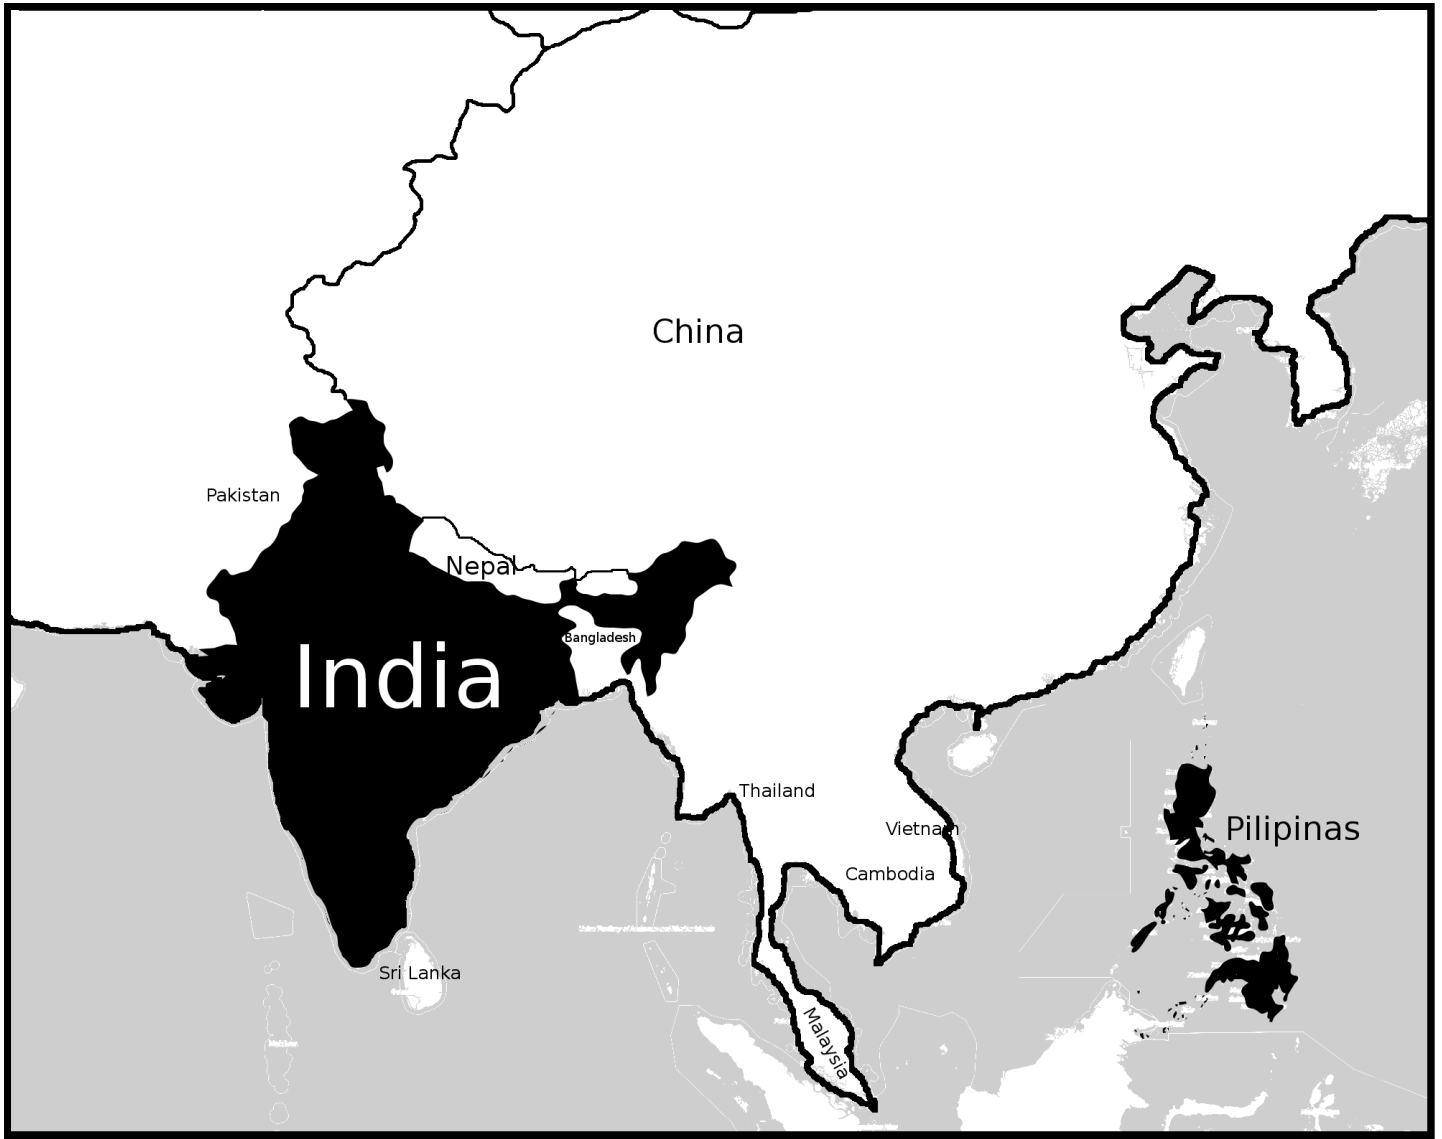 China
Pakistan
Nepal
Bangladesh
India
Thailand
Vietnam
Pilipinas
Cambodia
Sri Lanka
Malaysia